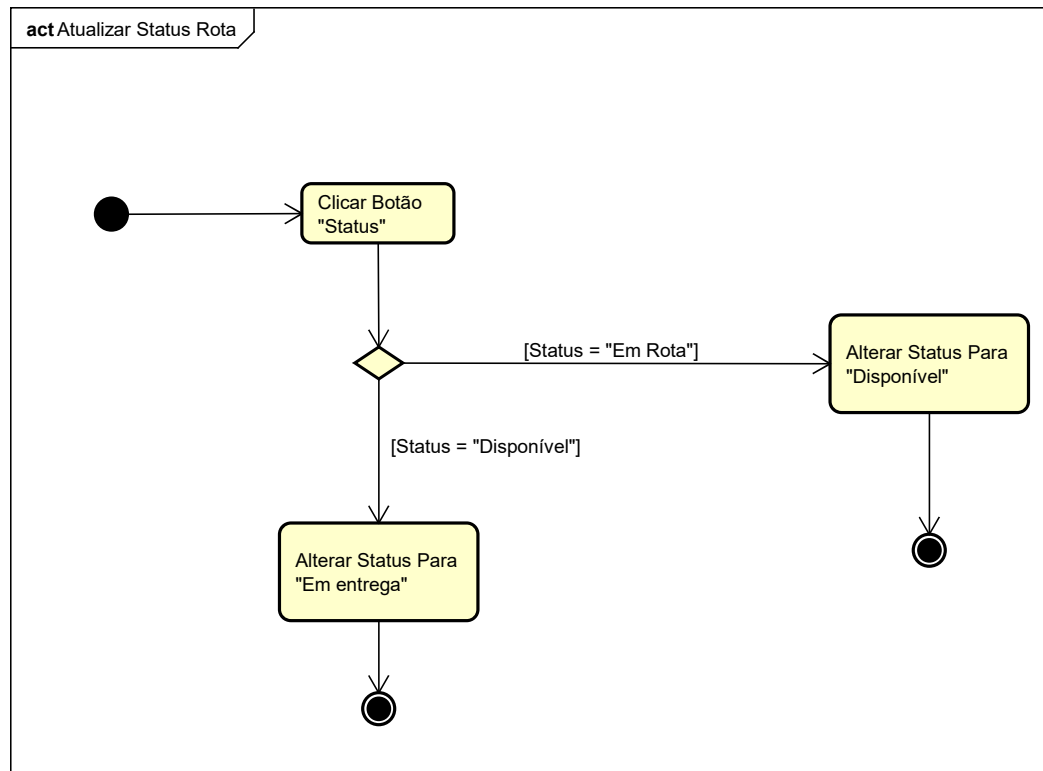 act Atualizar Status Rota
Clicar Botão
"Status"
[Status = "Em Rota"]
Alterar Status Para
"Disponível"
[Status = "Disponível"]
Alterar Status Para
"Em entrega"